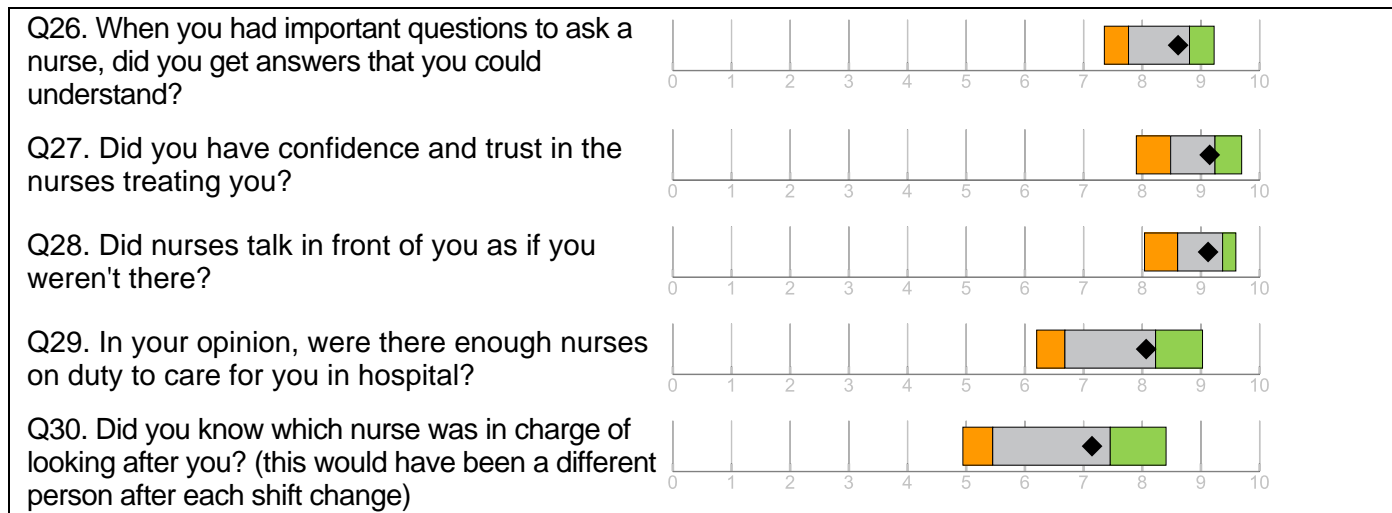 Q26. When you had important questions to ask a
nurse, did you get answers that you could
understand?
0 1 2 3 4 5 6 7 8 9 10
Q27. Did you have confidence and trust in the
nurses treating you?
0 1 2 3 4 5 6 7 8 9 10
Q28. Did nurses talk in front of you as if you
weren't there?
0 1 2 3 4 5 6 7 8 9 10
Q29. In your opinion, were there enough nurses
on duty to care for you in hospital?
0 1 2 3 4 5 6 7 8 9 10
Q30. Did you know which nurse was in charge of
looking after you? (this would have been a different
person after each shift change)
0 1 2 3 4 5 6 7 8 9 10